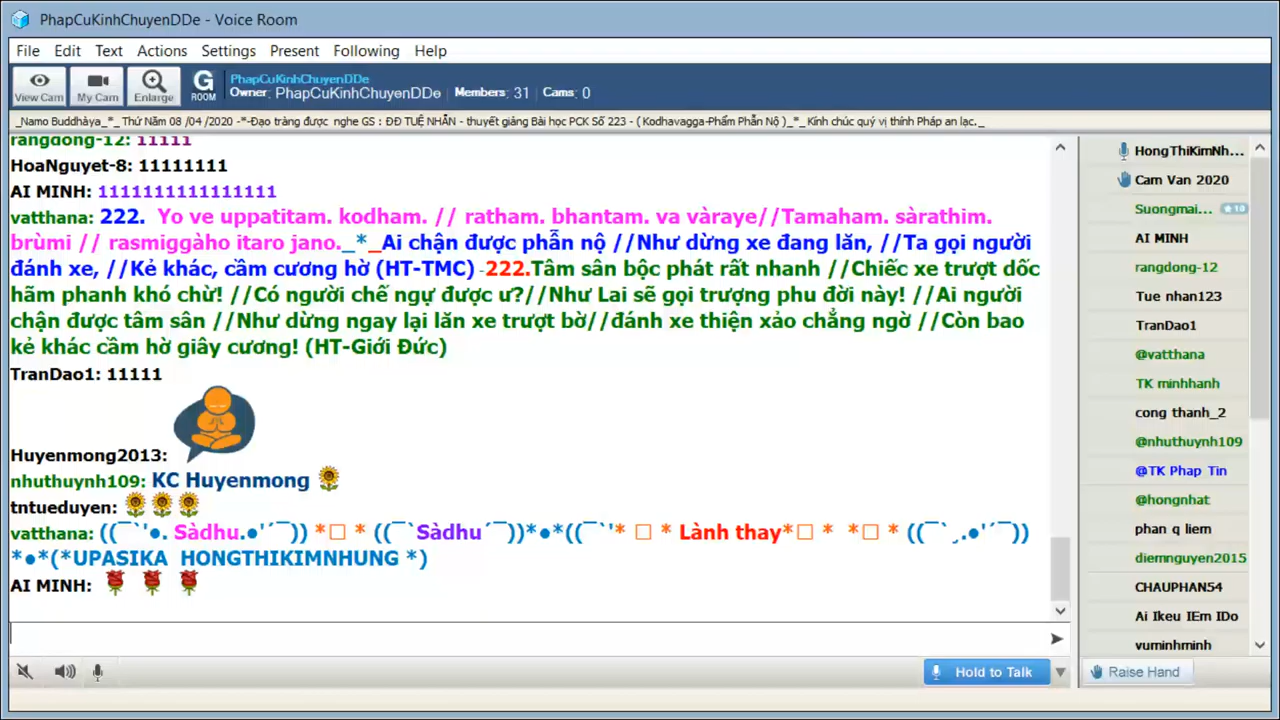 PhapCuKinhChuyenDDe - Voice Room
File Edit Text Actions Settings Present Following Help
View Cam My Cam Enlarge G ROOM
PhapCuKinhChuyenDDe
Owner: PhapCuKinhChuyenDDe Members: 31 Cams: 0
_Namo Buddhàya_*_ Thứ Năm 08 /04 /2020 -*-Đạo tràng được nghe GS : ĐĐ TUỆ NHẪN - thuyết giảng Bài học PCK Số 223 - ( Kodhavagga-Phẩm Phẫn Nộ )_*_Kính chúc quý vị thính Pháp an lạc._
rangdong-12: 11111
HoaNguyet-8: 11111111
AI MINH: 1111111111111111
vatthana: 222. Yo ve uppatitam. kodham. // ratham. bhantam. va vàraye//Tamaham. sàrathim.
brùmi // rasmiggàho itaro jano._*_Ai chận được phẫn nộ //Như dừng xe đang lăn, //Ta gọi người
đánh xe, //Kẻ khác, cầm cương hờ (HT-TMC) -222.Tâm sân bộc phát rất nhanh //Chiếc xe trượt dốc
hãm phanh khó chừ! //Có người chế ngự được ư?//Như Lai sẽ gọi trượng phu đời này! //Ai người
chận được tâm sân //Như dừng ngay lại lăn xe trượt bờ//đánh xe thiện xảo chẳng ngờ //Còn bao
kẻ khác cầm hờ giây cương! (HT-Giới Đức)
TranDao1: 11111
Huyenmong2013:
nhuthuynh109: KC Huyenmong
tntueduyen:
vatthana: ((¯`'●. Sàdhu.●'´¯)) *□ * ((¯`Sàdhu´¯))*●*((¯`'* □ * Lành thay*□ * *□ * ((¯`¸.●'´¯))
*●*(*UPASIKA HONGTHIKIMNHUNG *)
AI MINH:
HongThiKimNh...
Cam Van 2020
Suongmai... 10
AI MINH
rangdong-12
Tue nhan123
TranDao1
@vatthana
TK minhhanh
cong thanh_2
@nhuthuynh109
@TK Phap Tin
@hongnhat
phan q liem
diemnguyen2015
CHAUPHAN54
Ai Ikeu IEm IDo
vuminhminh
Hold to Talk
Raise Hand